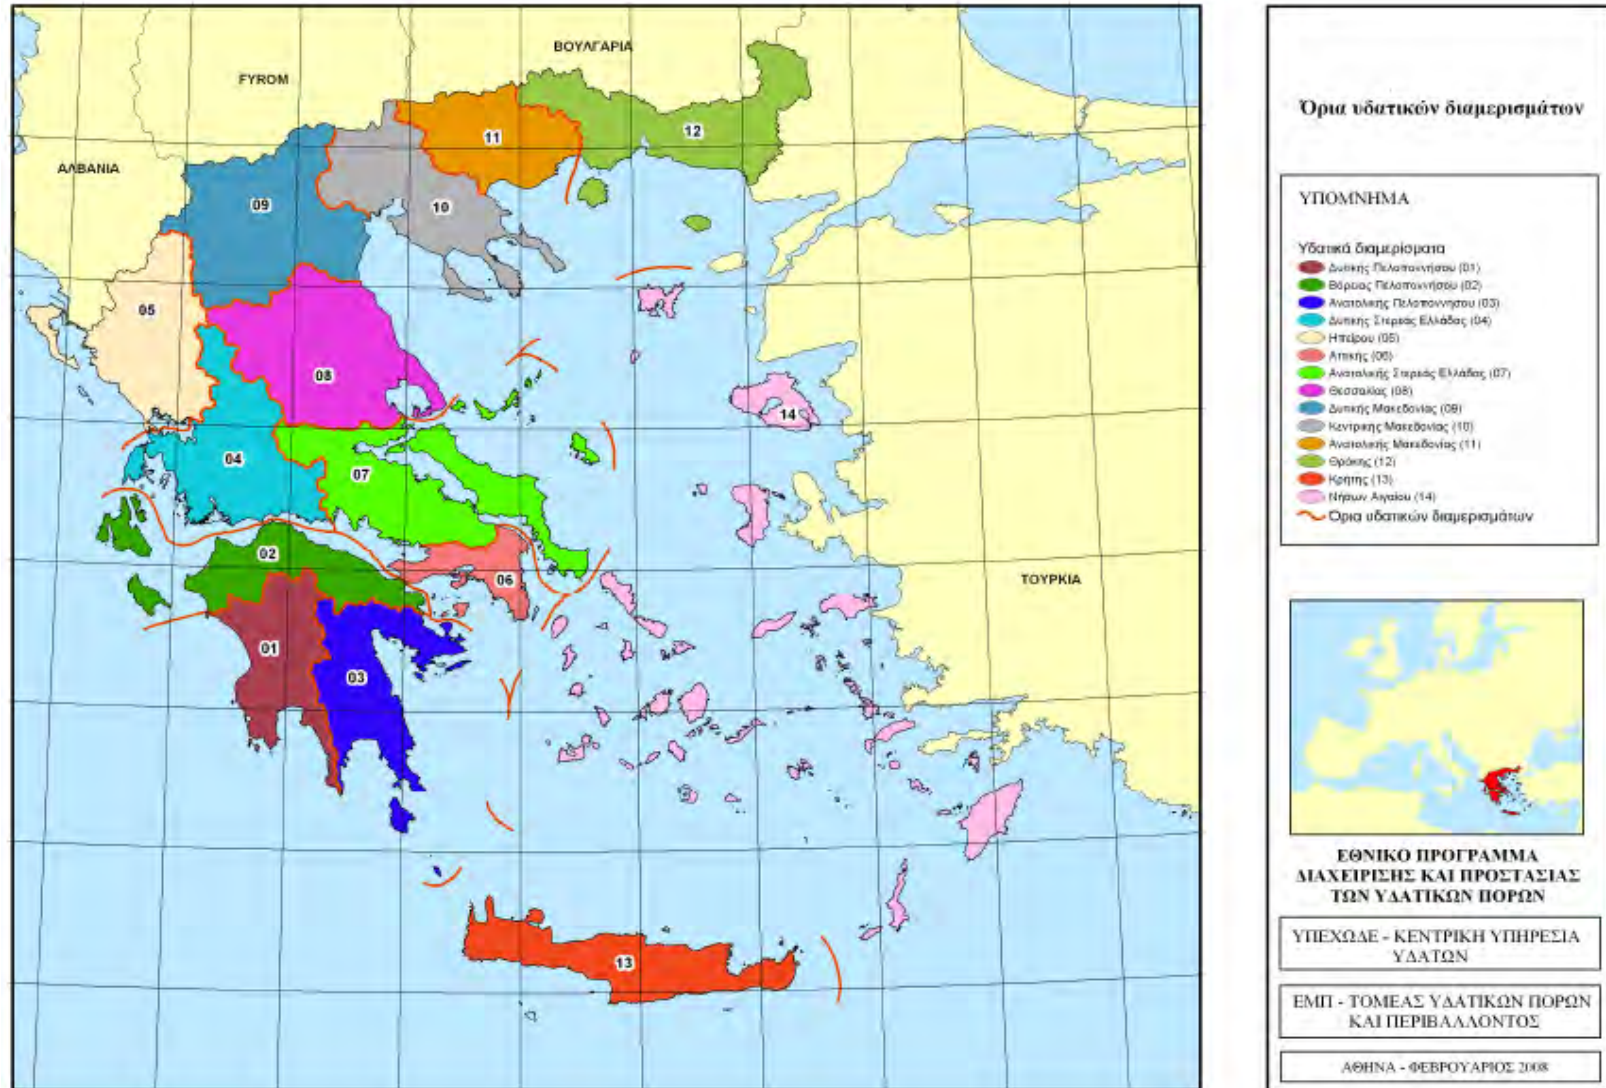 ΒΟΥΛΓΑΡΙΑ
FYROM
ΑΛΒΑΝΙΑ
ΤΟΥΡΚΙΑ
11
12
09
10
05
08
14
04
07
02
06
01
03
13
Όρια υδατικών διαμερισμάτων
ΥΠΟΜΝΗΜΑ
Υδατικά διαμερίσματα
Δυτικής Πελοποννήσου (01)
Βόρειας Πελοποννήσου (02)
Ανατολικής Πελοποννήσου (03)
Δυτικής Στερεάς Ελλάδας (04)
Ηπείρου (05)
Αττικής (06)
Ανατολικής Στερεάς Ελλάδας (07)
Θεσσαλίας (08)
Δυτικής Μακεδονίας (09)
Κεντρικής Μακεδονίας (10)
Ανατολικής Μακεδονίας (11)
Θράκης (12)
Κρήτης (13)
Νήσων Αιγαίου (14)
Όρια υδατικών διαμερισμάτων
ΕΘΝΙΚΟ ΠΡΟΓΡΑΜΜΑ
ΔΙΑΧΕΙΡΙΣΗΣ ΚΑΙ ΠΡΟΣΤΑΣΙΑΣ
ΤΩΝ ΥΔΑΤΙΚΩΝ ΠΟΡΩΝ
ΥΠΕΧΩΔΕ - ΚΕΝΤΡΙΚΗ ΥΠΗΡΕΣΙΑ
ΥΔΑΤΩΝ
ΕΜΠ - ΤΟΜΕΑΣ ΥΔΑΤΙΚΩΝ ΠΟΡΩΝ
ΚΑΙ ΠΕΡΙΒΑΛΛΟΝΤΟΣ
ΑΘΗΝΑ - ΦΕΒΡΟΥΑΡΙΟΣ 2008